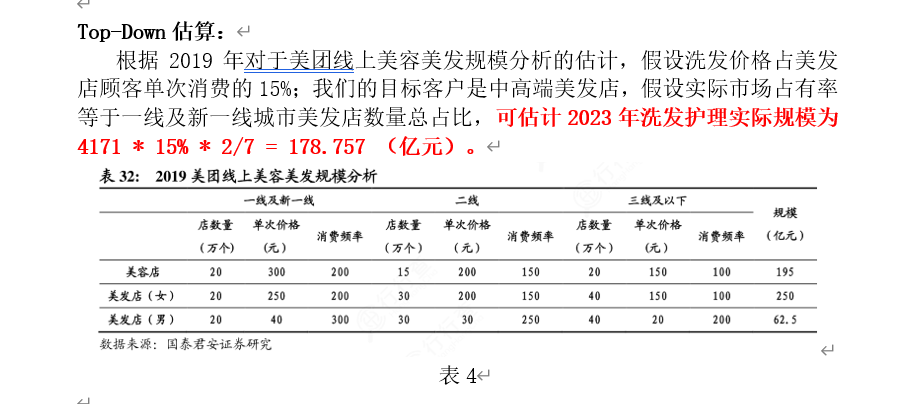 Top-Down 估算：
根据 2019 年对于美团线上美容美发规模分析的估计，假设洗发价格占美发
店顾客单次消费的 15%；我们的目标客户是中高端美发店，假设实际市场占有率
等于一线及新一线城市美发店数量总占比，可估计 2023 年洗发护理实际规模为
4171 * 15% * 2/7 = 178.757 （亿元）。
表 32： 2019 美团线上美容美发规模分析
一线及新一线 二线 三线及以下 规模（亿元）
店数量（万个） 单次价格（元） 消费频率 店数量（万个） 单次价格（元） 消费频率 店数量（万个） 单次价格（元） 消费频率
美容店 20 300 200 15 200 150 20 150 100 195
美发店（女） 20 250 200 30 200 150 40 150 100 250
美发店（男） 20 40 300 30 30 250 40 20 200 62.5
数据来源：国泰君安证券研究
表 4